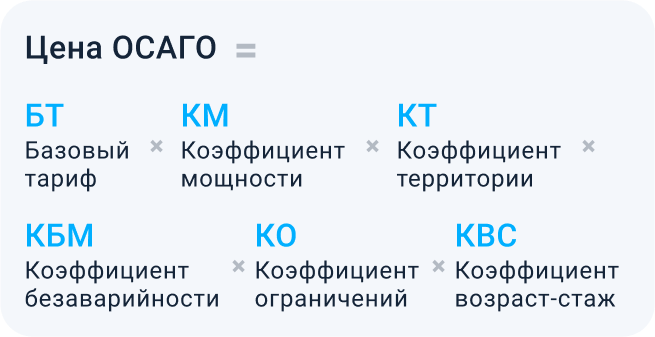 Цена ОСАГО =
БТ КМ КТ
Базовый × Коэффициент × Коэффициент ×
тариф мощности территории
КБМ КО КВС
Коэффициент × Коэффициент × Коэффициент
безаварийности ограничений возраст-стаж